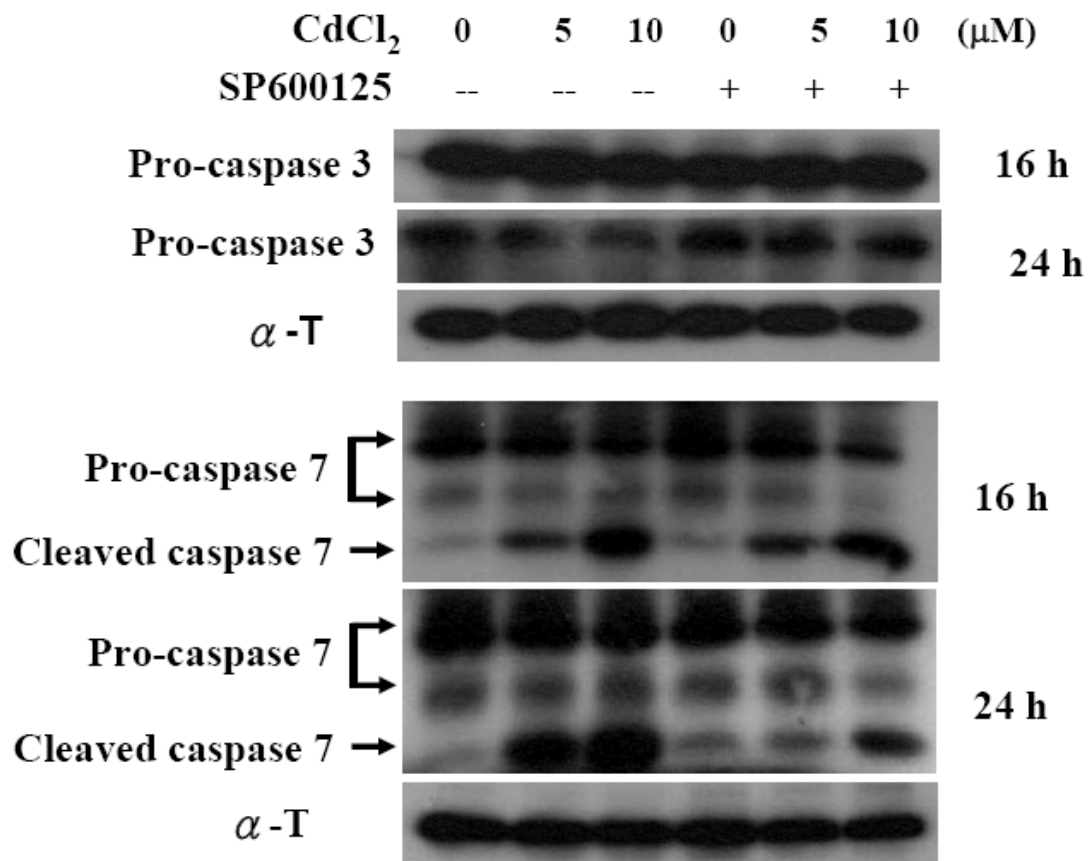 CdCl2 0 5 10 0 5 10 (μM)
SP600125 -- -- -- + + +
Pro-caspase 3 16 h
Pro-caspase 3 24 h
α-T
Pro-caspase 7 16 h
Cleaved caspase 7
Pro-caspase 7 24 h
Cleaved caspase 7
α-T